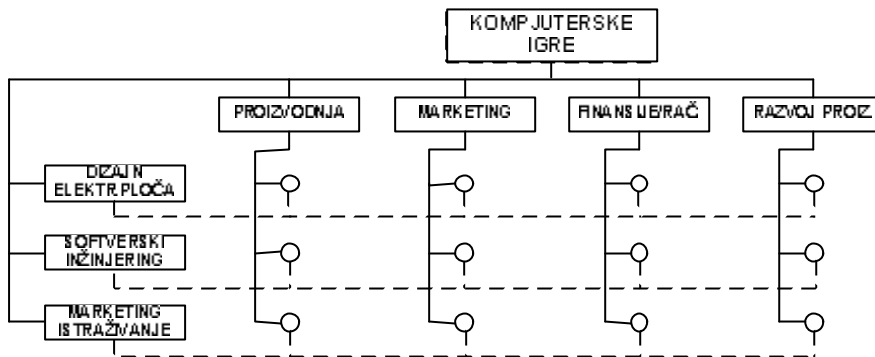 KOMPJUTERSKE
IGRE
PROIZVODNJA
MARKETING
FINANSIJE/RAČ
RAZVOJ PROIZ.
DIZAJN
ELEKTR.PLOČA
SOFTVERSKI
INŽINJERING
MARKETING
ISTRAŽIVANJE